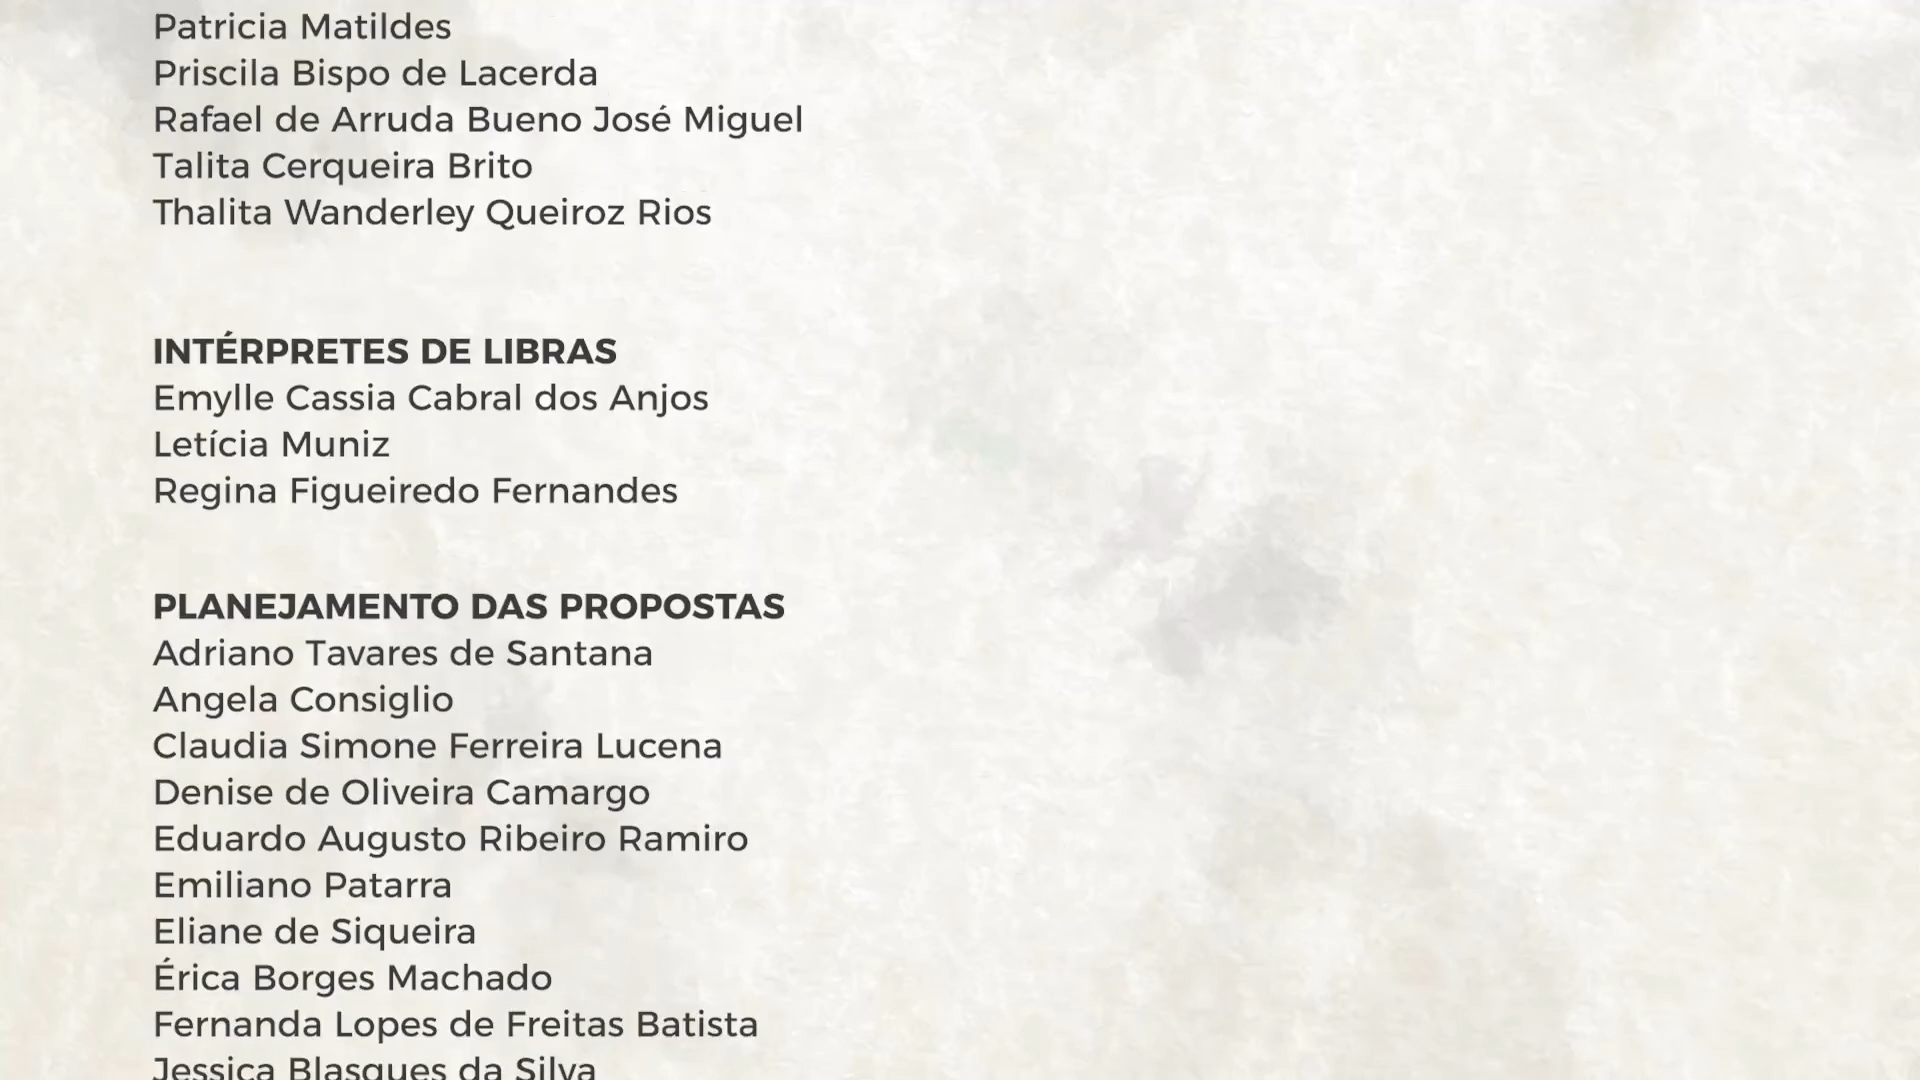 Patricia Matildes
Priscila Bispo de Lacerda
Rafael de Arruda Bueno José Miguel
Talita Cerqueira Brito
Thalita Wanderley Queiroz Rios
INTÉRPRETES DE LIBRAS
Emylle Cassia Cabral dos Anjos
Letícia Muniz
Regina Figueiredo Fernandes
PLANEJAMENTO DAS PROPOSTAS
Adriano Tavares de Santana
Angela Consiglio
Claudia Simone Ferreira Lucena
Denise de Oliveira Camargo
Eduardo Augusto Ribeiro Ramiro
Emiliano Patarra
Eliane de Siqueira
Érica Borges Machado
Fernanda Lopes de Freitas Batista
Jessica Blasques da Silva